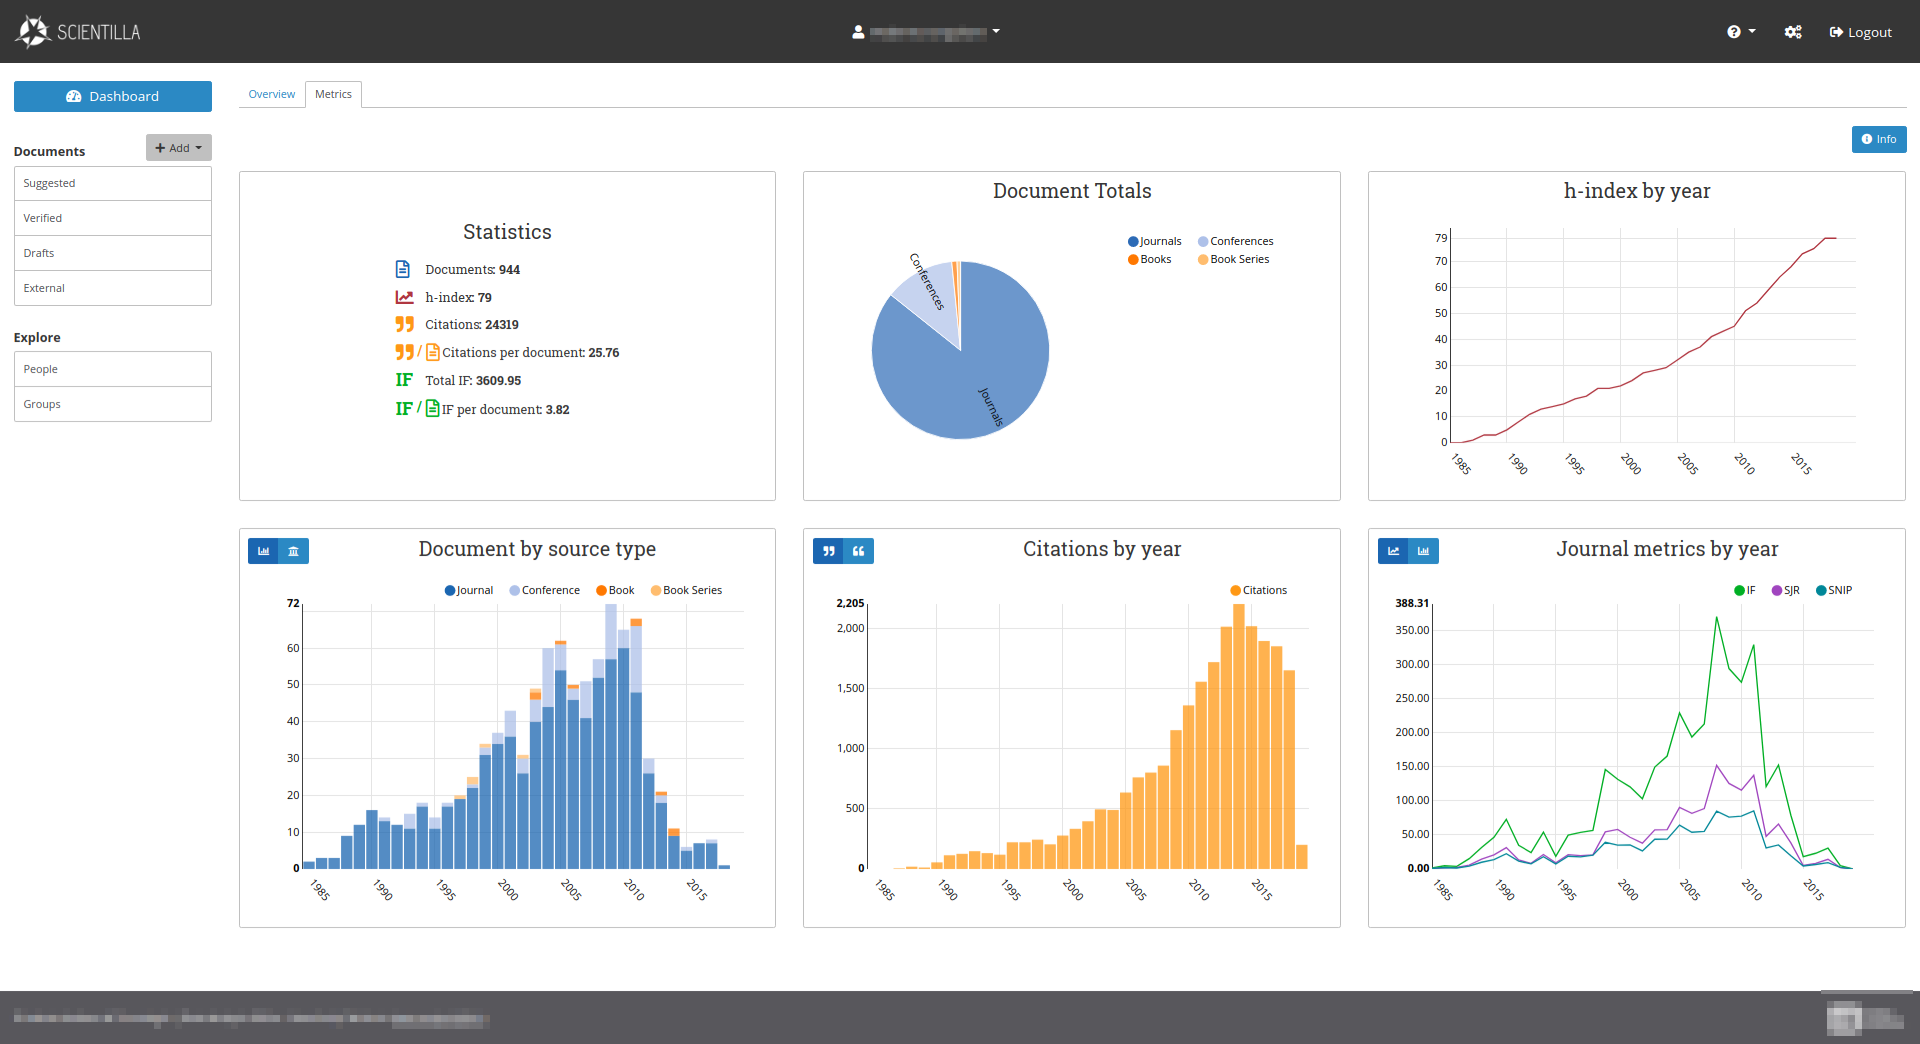 SCIENTILLA
Logout
Dashboard
Overview
Metrics
Info
Documents
Add
Suggested
Verified
Drafts
External
Explore
People
Groups
Statistics
Documents: 944
h-index: 79
Citations: 24319
/ Citations per document: 25.76
IF Total IF: 3609.95
IF / IF per document: 3.82
Document Totals
Journals Conferences
Books Book Series
Conferences
Journals
h-index by year
79
70
60
50
40
30
20
10
0
1985 1990 1995 2000 2005 2010 2015
Document by source type
Journal Conference Book Book Series
72
60
50
40
30
20
10
0
1985 1990 1995 2000 2005 2010 2015
Citations by year
Citations
2,205
2,000
1,500
1,000
500
0
1985 1990 1995 2000 2005 2010 2015
Journal metrics by year
IF SJR SNIP
388.31
350.00
300.00
250.00
200.00
150.00
100.00
50.00
0.00
1985 1990 1995 2000 2005 2010 2015